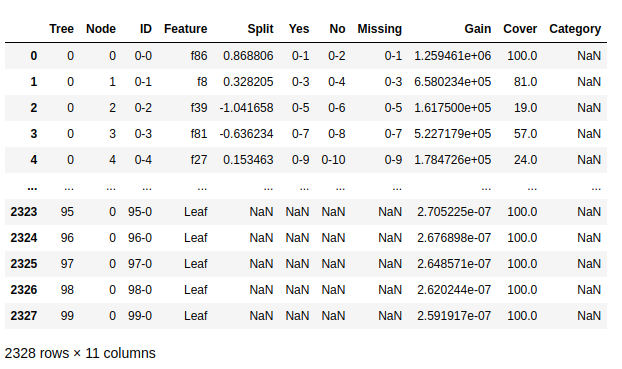 Tree Node ID Feature Split Yes No Missing Gain Cover Category
0 0 0 0-0 f86 0.868806 0-1 0-2 0-1 1.259461e+06 100.0 NaN
1 0 1 0-1 f8 0.328205 0-3 0-4 0-3 6.580234e+05 81.0 NaN
2 0 2 0-2 f39 -1.041658 0-5 0-6 0-5 1.617500e+05 19.0 NaN
3 0 3 0-3 f81 -0.636234 0-7 0-8 0-7 5.227179e+05 57.0 NaN
4 0 4 0-4 f27 0.153463 0-9 0-10 0-9 1.784726e+05 24.0 NaN
... ... ... ... ... ... ... ... ... ... ... ...
2323 95 0 95-0 Leaf NaN NaN NaN NaN 2.705225e-07 100.0 NaN
2324 96 0 96-0 Leaf NaN NaN NaN NaN 2.676898e-07 100.0 NaN
2325 97 0 97-0 Leaf NaN NaN NaN NaN 2.648571e-07 100.0 NaN
2326 98 0 98-0 Leaf NaN NaN NaN NaN 2.620244e-07 100.0 NaN
2327 99 0 99-0 Leaf NaN NaN NaN NaN 2.591917e-07 100.0 NaN
2328 rows × 11 columns